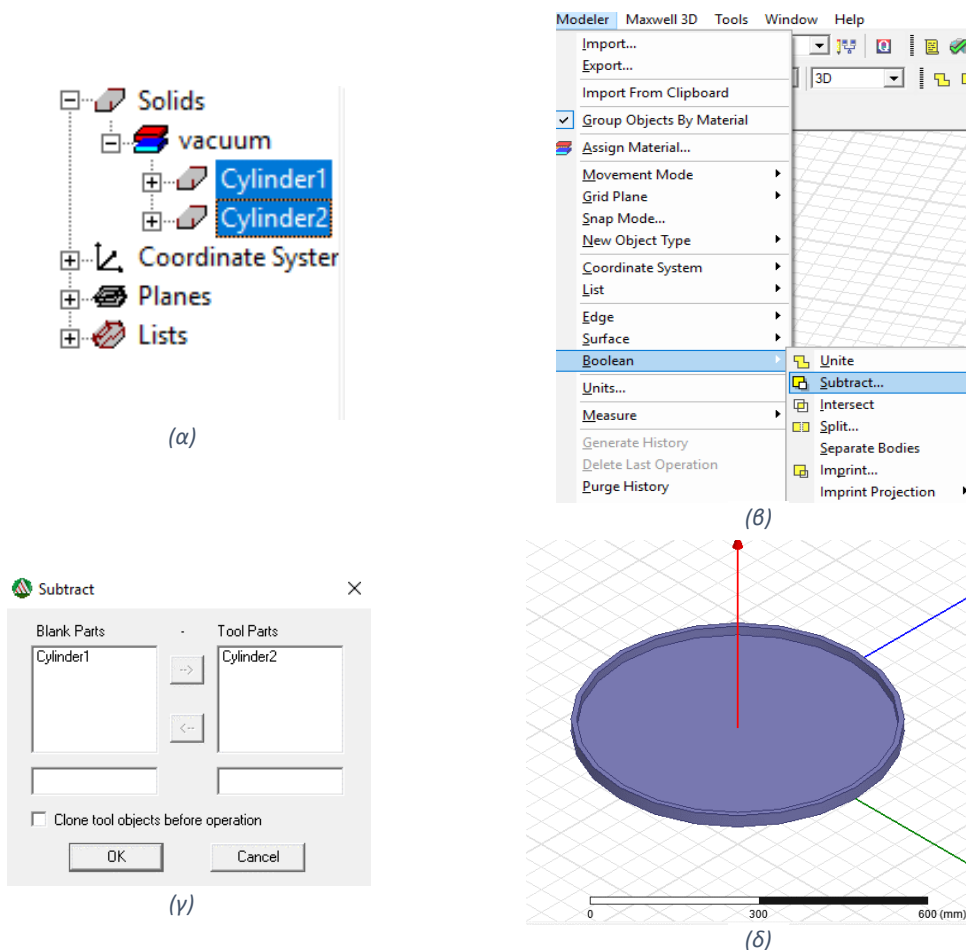 Solids
vacuum
Cylinder1
Cylinder2
Coordinate Syster
Planes
Lists
(α)
Modeler Maxwell 3D Tools Window Help
Import...
Export...
Import From Clipboard
Group Objects By Material
Assign Material...
Movement Mode
Grid Plane
Snap Mode...
New Object Type
Coordinate System
List
Edge
Surface
Boolean
Units...
Measure
Generate History
Delete Last Operation
Purge History
3D
Unite
Subtract...
Intersect
Split...
Separate Bodies
Imprint...
Imprint Projection
(β)
Subtract
Blank Parts - Tool Parts
Cylinder1 Cylinder2
-->
<--
Clone tool objects before operation
OK Cancel
(γ)
0 300 600 (mm)
(δ)